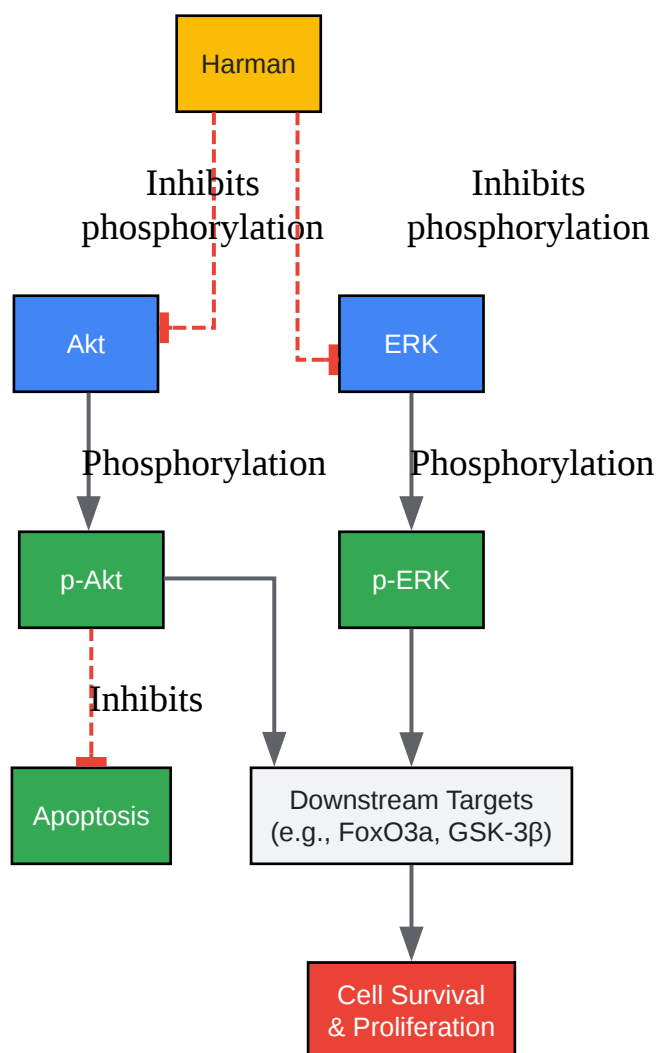 Harman
Inhibits
phosphorylation
Inhibits
phosphorylation
Akt
ERK
Phosphorylation
Phosphorylation
p-Akt
p-ERK
Inhibits
Apoptosis
Downstream Targets
(e.g., FoxO3a, GSK-3β)
Cell Survival
& Proliferation